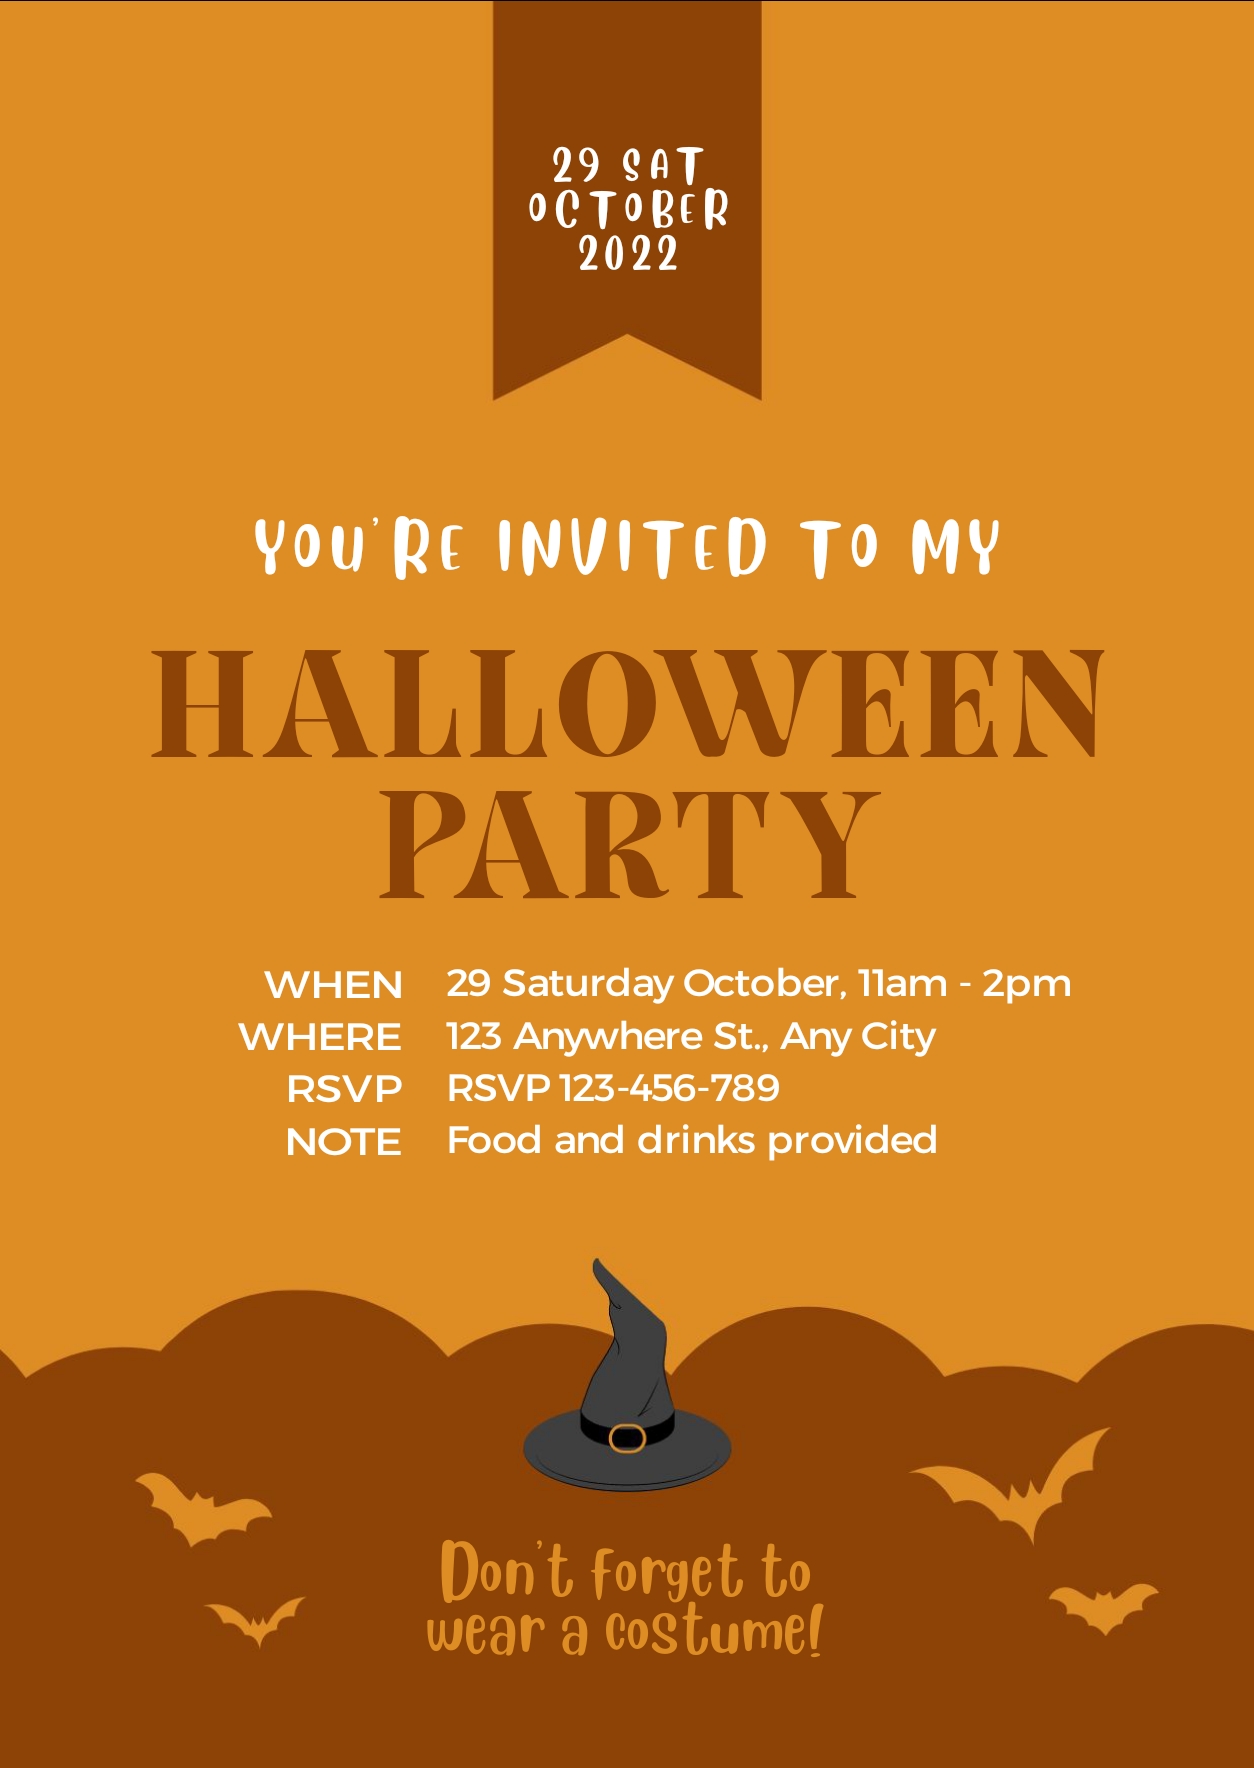 29 SAT
OCTOBER
2022
YOU'RE INVITED TO MY
HALLOWEEN
PARTY
WHEN 29 Saturday October, 11am - 2pm
WHERE 123 Anywhere St., Any City
RSVP RSVP 123-456-789
NOTE Food and drinks provided
Don't forget to
wear a costume!